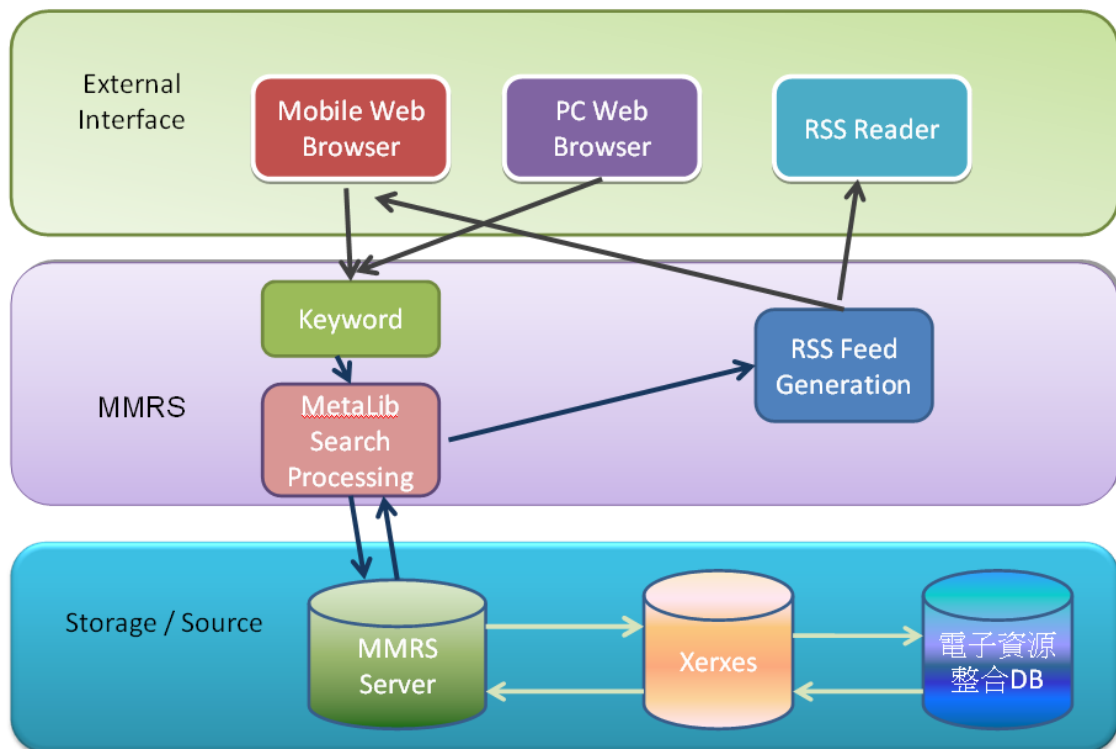 External
Interface
Mobile Web
Browser
PC Web
Browser
RSS Reader
MMRS
Keyword
MetaLib
Search
Processing
RSS Feed
Generation
Storage / Source
MMRS
Server
Xerxes
電子資源
整合DB